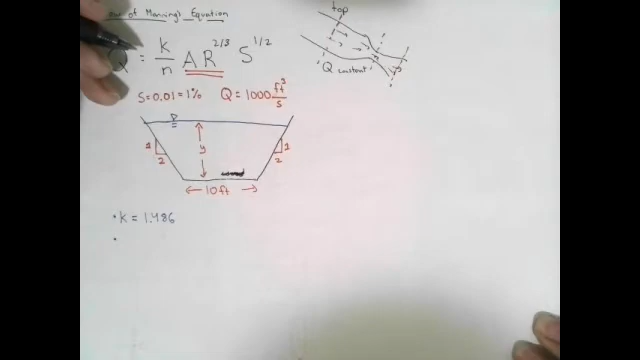 of Manning's Equation
top
Q = k/n AR^2/3 S^1/2
Q constant
S=0.01=1% Q=1000 ft³/s
1 2
y
1 2
10ft
• k = 1.486
•